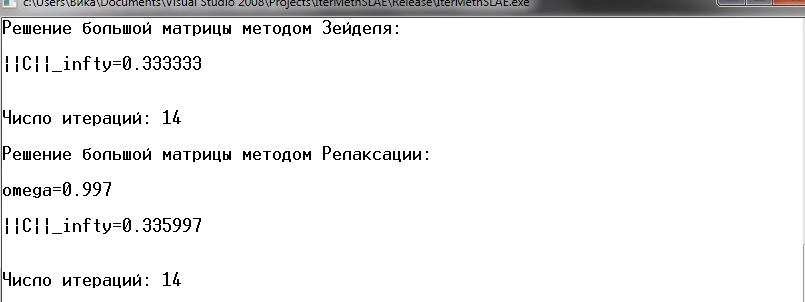 c:\Users\Вика\Documents\Visual Studio 2008\Projects\IterMethSLAE\Release\IterMethSLAE.exe
Решение большой матрицы методом Зейделя:
||C||_infty=0.333333
Число итераций: 14
Решение большой матрицы методом Релаксации:
omega=0.997
||C||_infty=0.335997
Число итераций: 14